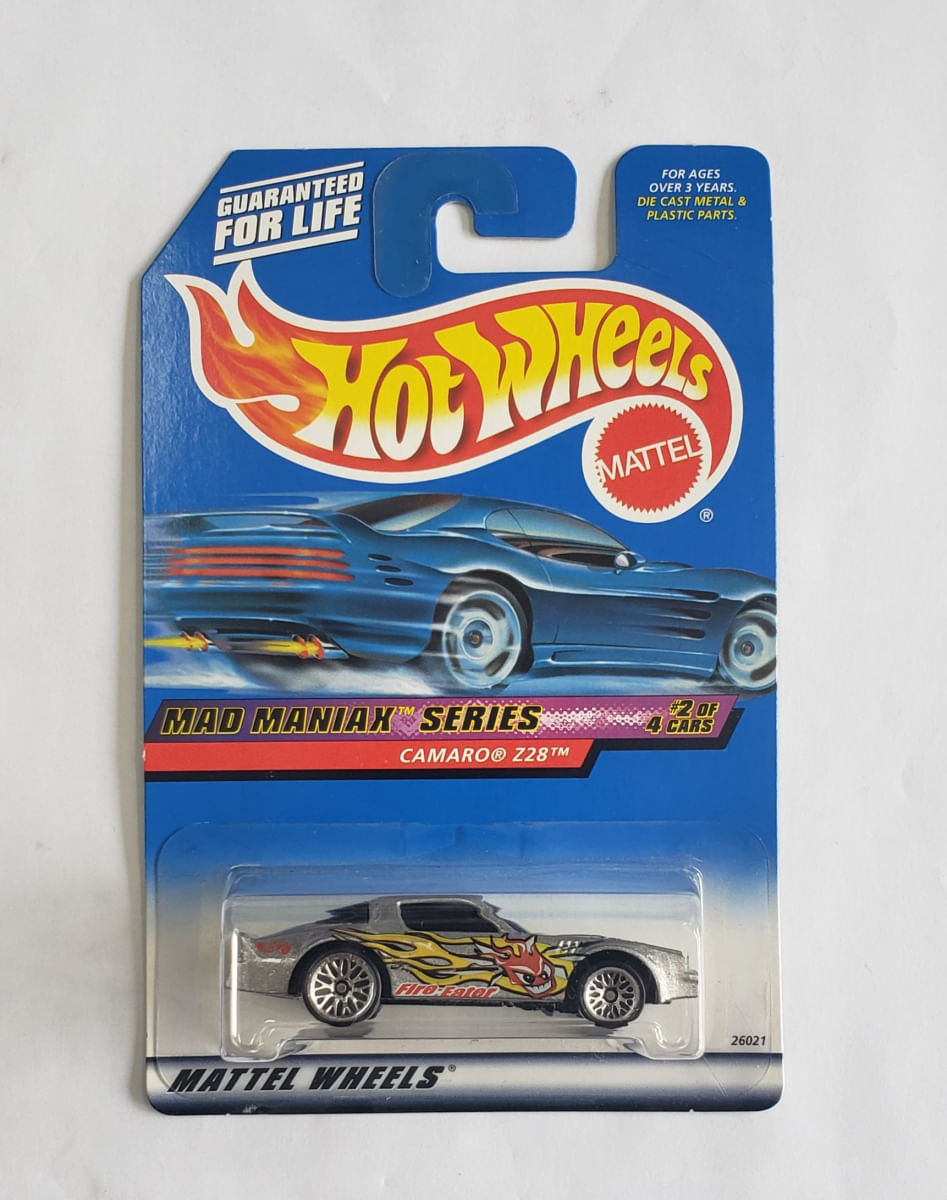 GUARANTEED
FOR LIFE
FOR AGES
OVER 3 YEARS.
DIE CAST METAL &
PLASTIC PARTS.
HOT WHEELS
MATTEL
®
MAD MANIAX™ SERIES
#2 OF
4 CARS
CAMARO® Z28™
Fire-Eater
26021
MATTEL WHEELS®